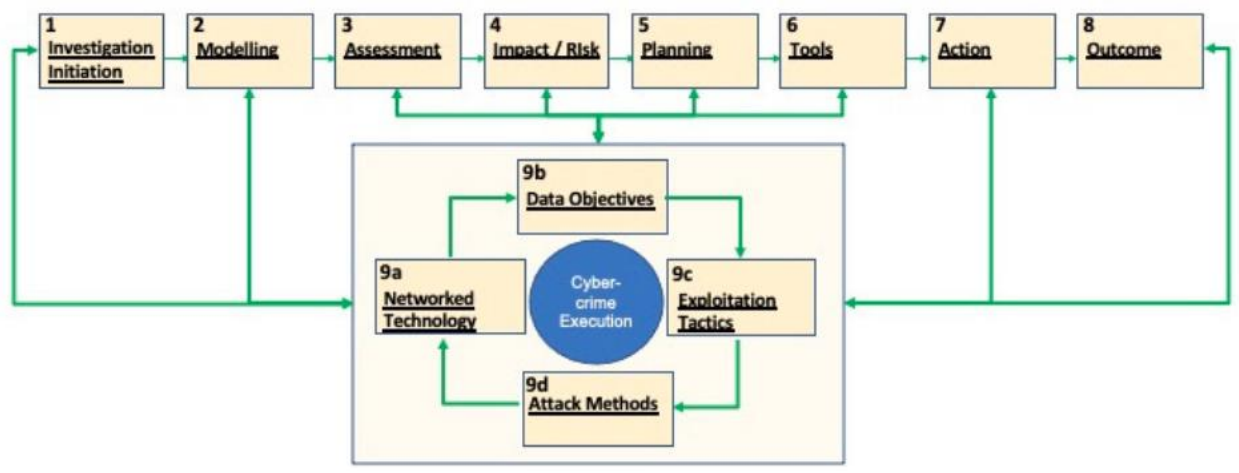 1
Investigation
Initiation
2
Modelling
3
Assessment
4
Impact / RIsk
5
Planning
6
Tools
7
Action
8
Outcome
9b
Data Objectives
9a
Networked
Technology
Cyber-
crime
Execution
9c
Exploitation
Tactics
9d
Attack Methods